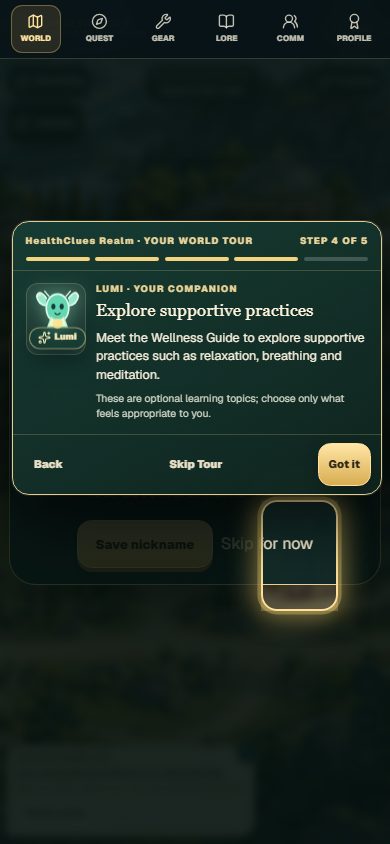 WORLD
QUEST
GEAR
LORE
COMM
PROFILE
HealthClues Realm · YOUR WORLD TOUR
STEP 4 OF 5
LUMI · YOUR COMPANION
Explore supportive practices
Lumi
Meet the Wellness Guide to explore supportive
practices such as relaxation, breathing and
meditation.
These are optional learning topics; choose only what
feels appropriate to you.
Back
Skip Tour
Got it
Save nickname
Skip for now